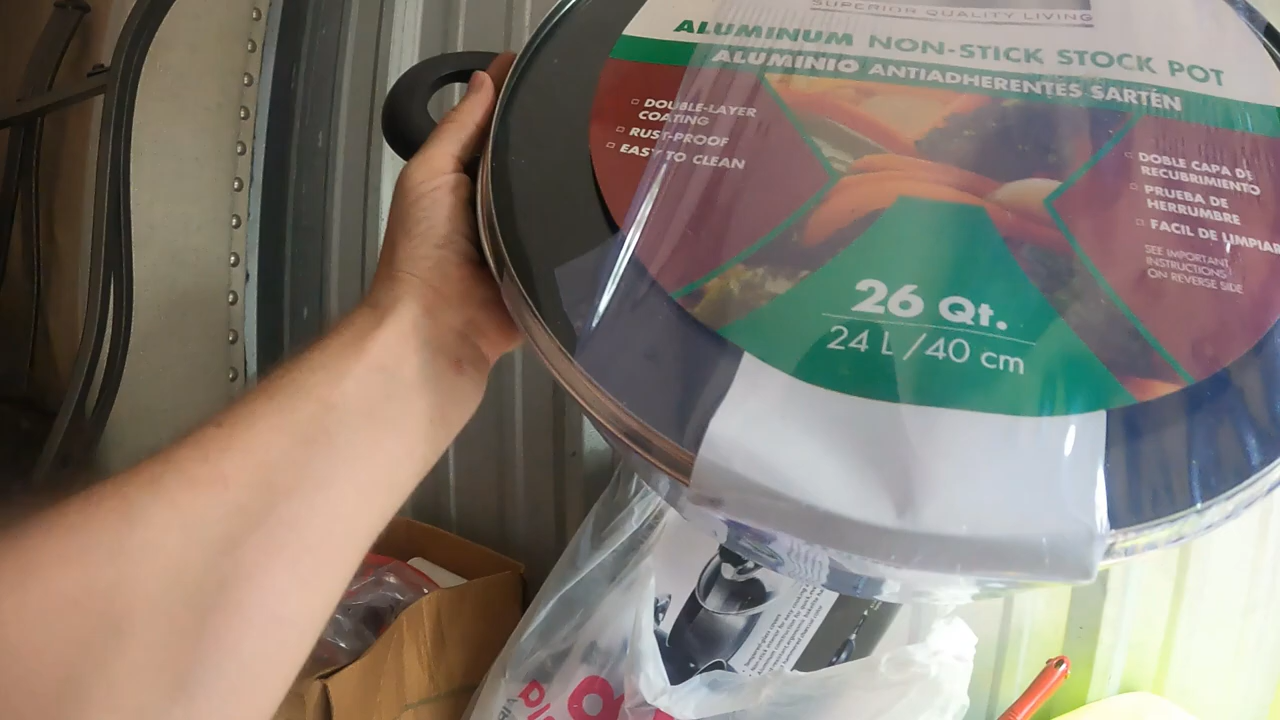 SUPERIOR QUALITY LIVING
ALUMINUM NON-STICK STOCK POT
ALUMINIO ANTIADHERENTES SARTÉN
▫ DOUBLE-LAYER
COATING
▫ RUST-PROOF
▫ EASY TO CLEAN
▫ DOBLE CAPA DE
RECUBRIMIENTO
▫ PRUEBA DE
HERRUMBRE
▫ FACIL DE LIMPIAR
SEE IMPORTANT
INSTRUCTIONS
ON REVERSE SIDE
26 Qt.
24 L /40 cm